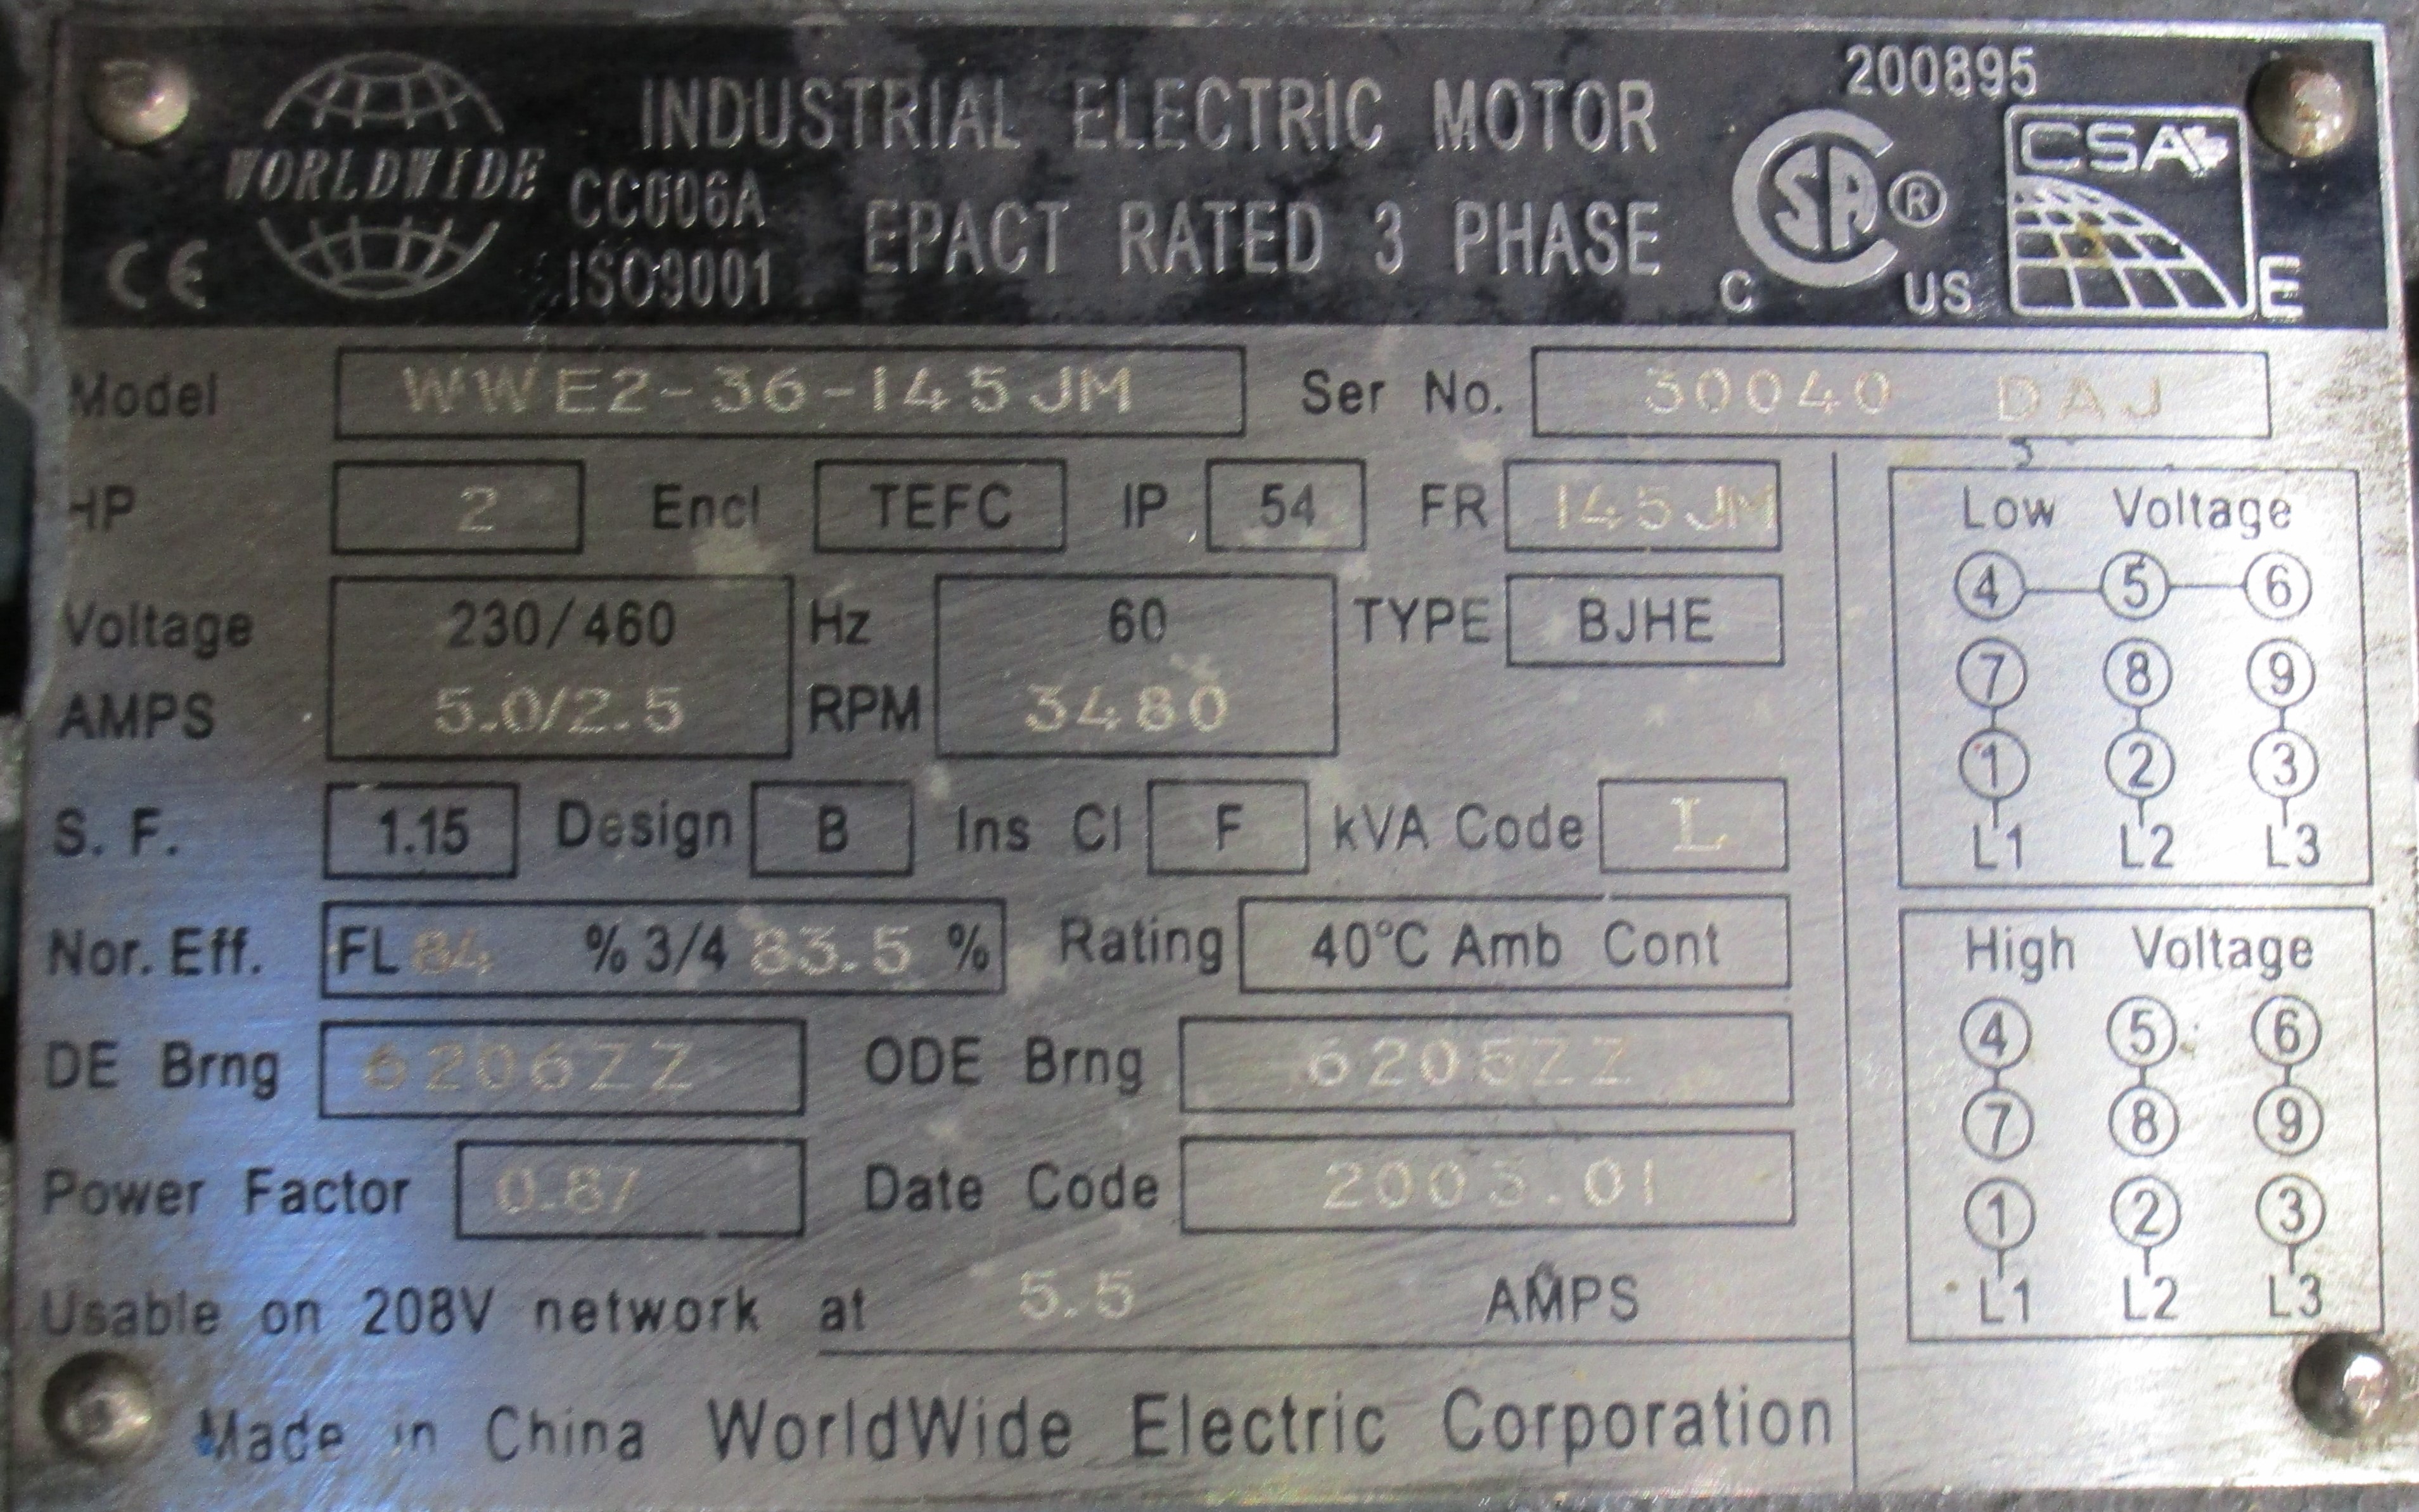 200895
WORLDWIDE
INDUSTRIAL ELECTRIC MOTOR
CC006A
ISO9001
EPACT RATED 3 PHASE
CE
CSA®
C US
CSA
E
Model WWE2-36-145JM Ser No. 30040 DAJ
HP 2 Encl TEFC IP 54 FR 145JM
Voltage 230/460 Hz 60 TYPE BJHE
AMPS 5.0/2.5 RPM 3480
S. F. 1.15 Design B Ins Cl F kVA Code L
Nor. Eff. FL 84 % 3/4 83.5 % Rating 40°C Amb Cont
DE Brng 6206ZZ ODE Brng 6205ZZ
Power Factor 0.87 Date Code 2003.01
Usable on 208V network at 5.5 AMPS
Made in China WorldWide Electric Corporation
Low Voltage
4 5 6
7 8 9
1 2 3
L1 L2 L3
High Voltage
4 5 6
7 8 9
1 2 3
L1 L2 L3